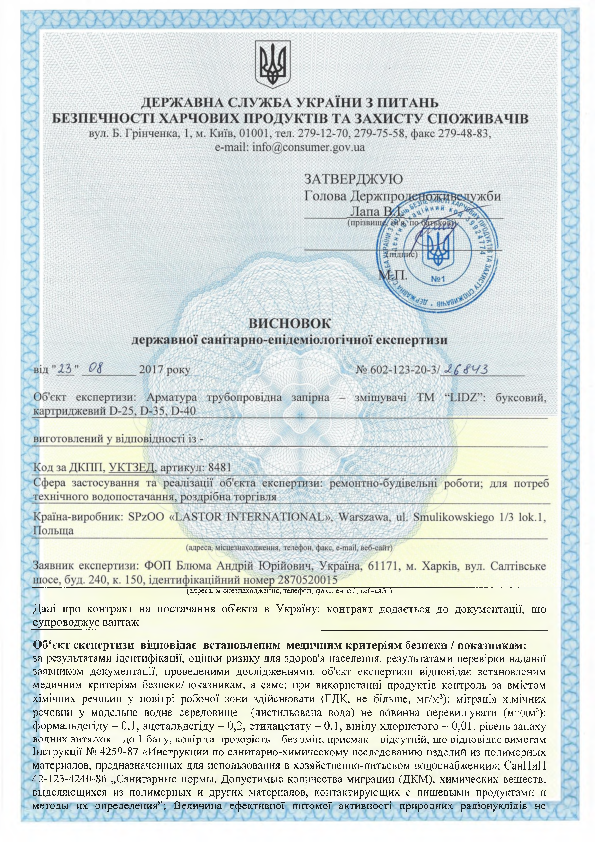 ДЕРЖАВНА СЛУЖБА УКРАЇНИ З ПИТАНЬ
БЕЗПЕЧНОСТІ ХАРЧОВИХ ПРОДУКТІВ ТА ЗАХИСТУ СПОЖИВАЧІВ
вул. Б. Грінченка, 1, м. Київ, 01001, тел. 279-12-70, 279-75-58, факс 279-48-83,
e-mail: info@consumer.gov.ua
ЗАТВЕРДЖУЮ
Голова Держпродспоживслужби
Лапа В.І.
(прізвище, ім'я, по батькові)
(підпис)
М.П.
№1
ВИСНОВОК
державної санітарно-епідеміологічної експертизи
від "23" 08 2017 року № 602-123-20-3/ 26843
Об'єкт експертизи: Арматура трубопровідна запірна – змішувачі ТМ “LIDZ”: буксовий,
картриджевий D-25, D-35, D-40
виготовлений у відповідності із -
Код за ДКПП, УКТЗЕД, артикул: 8481
Сфера застосування та реалізації об'єкта експертизи: ремонтно-будівельні роботи; для потреб
технічного водопостачання, роздрібна торгівля
Країна-виробник: SPzOO «LASTOR INTERNATIONAL», Warszawa, ul. Smulikowskiego 1/3 lok.1,
Польща
(адреса, місцезнаходження, телефон, факс, e-mail, веб-сайт)
Заявник експертизи: ФОП Блюма Андрій Юрійович, Україна, 61171, м. Харків, вул. Салтівське
шосе, буд. 240, к. 150, ідентифікаційний номер 2870520015
Далі про контракт на постачання об'єкта в Україну: контракт додається до документації, що
супроводжує вантаж
Об'єкт експертизи відповідає встановленим медичним критеріям безпеки / показникам:
за результатами ідентифікації, оцінки ризику для здоров'я населення, результатами перевірки наданої
заявником документації, проведеними дослідженнями, об'єкт експертизи відповідає встановленим
медичним критеріям безпеки/показникам, а саме: при використанні продуктів контроль за вмістом
хімічних речовин у повітрі робочої зони здійснювати (ГДК, не більше, мг/м³); міграція хімічних
речовин у модельне водне середовище (дистильована вода) не повинна перевищувати (мг/дм³):
формальдегіду – 0,1, ацетальдегіду – 0,2, етилацетату – 0,1, вінілу хлористого – 0,01, рівень запаху
водних витяжок – до 1 балу, колір та прозорість – без змін, присмак – відсутній, що відповідає вимогам
Інструкції № 4259-87 «Инструкции по санитарно-химическому исследованию изделий из полимерных
материалов, предназначенных для использования в хозяйственно-питьевом водоснабжении»; СанПиН
42-123-4240-86 „Санитарные нормы. Допустимые количества миграции (ДКМ), химических веществ,
выделяющихся из полимерных и других материалов, контактирующих с пищевыми продуктами и
методы их определения”; Величина ефективної питомої активності природних радіонуклідів не